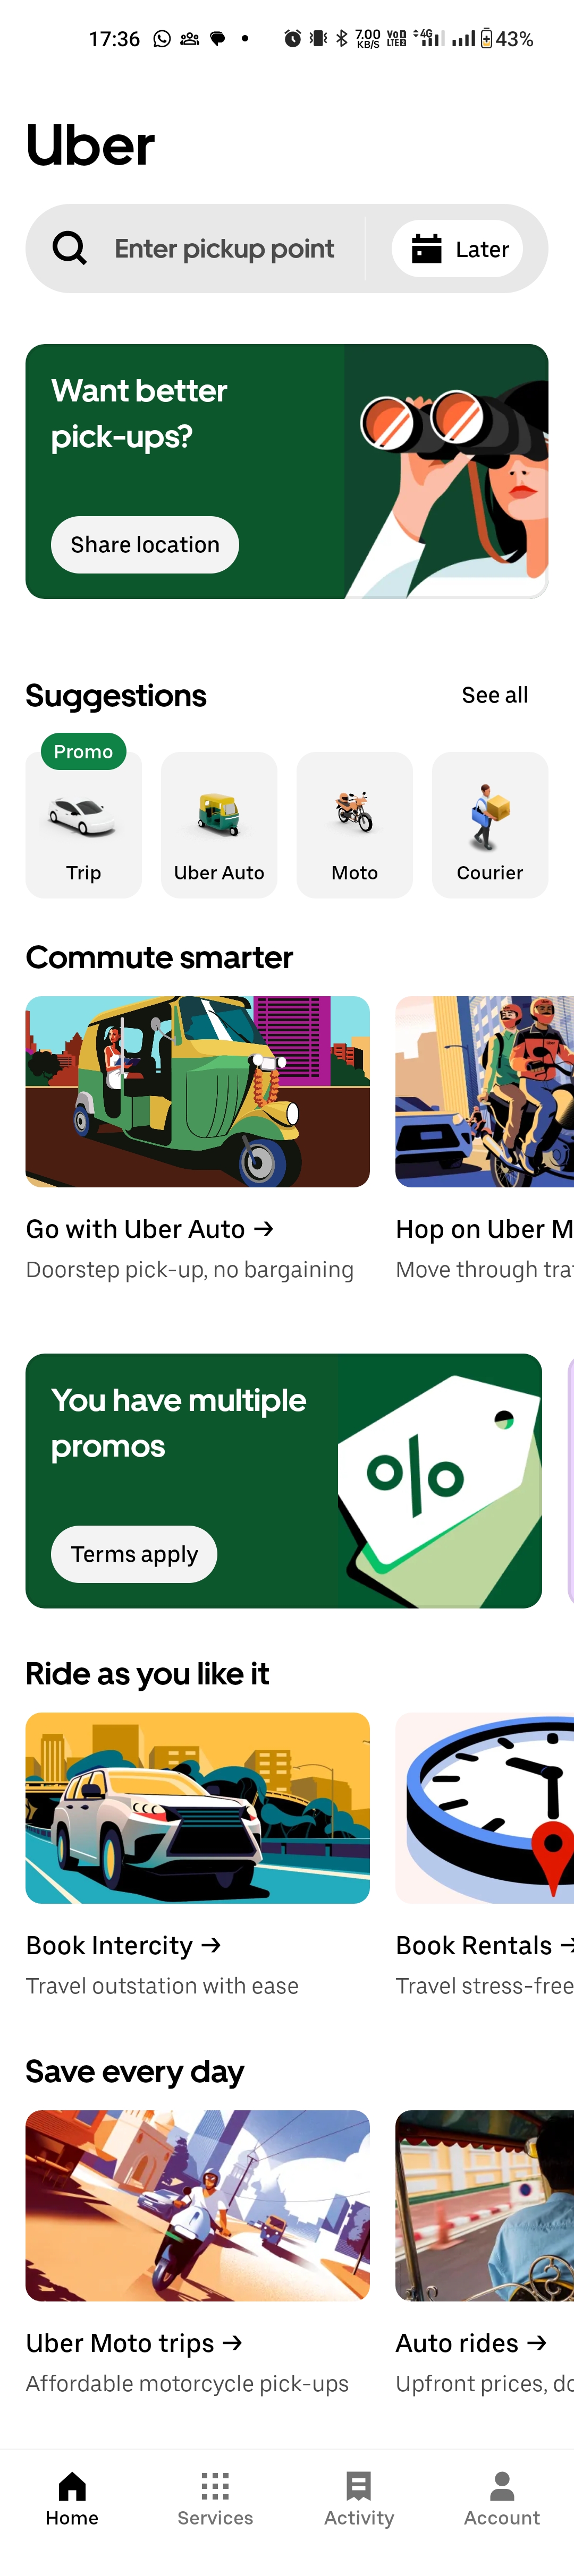 17:36 7.00 KB/S VoD LTE2 4G 43%
Uber
Enter pickup point
Later
Want better
pick-ups?
Share location
Suggestions
See all
Promo
Trip
Uber Auto
Moto
Courier
Commute smarter
Go with Uber Auto →
Hop on Uber M
Doorstep pick-up, no bargaining
Move through tra
You have multiple
promos
%
Terms apply
Ride as you like it
Book Intercity →
Book Rentals →
Travel outstation with ease
Travel stress-free
Save every day
Uber Moto trips →
Auto rides →
Affordable motorcycle pick-ups
Upfront prices, do
Home
Services
Activity
Account